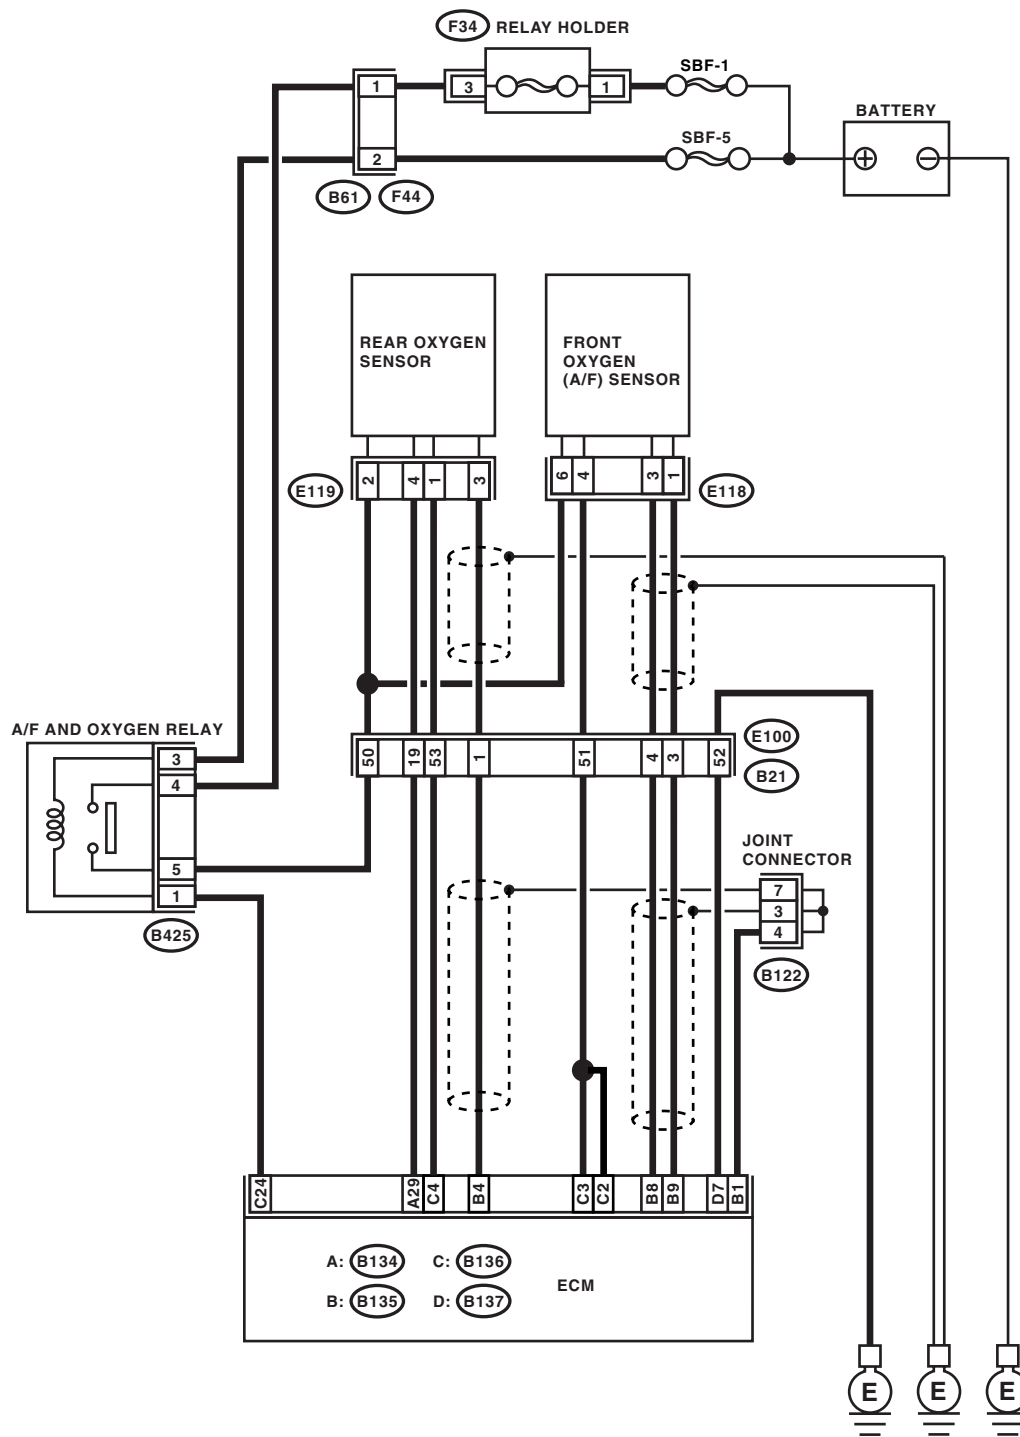 F34 RELAY HOLDER
SBF-1
1
3
1
BATTERY
SBF-5
2
+ −
B61 F44
REAR OXYGEN
SENSOR
FRONT
OXYGEN
(A/F) SENSOR
E119
2 4 1 3
6 4 3 1
E118
A/F AND OXYGEN RELAY
3
4
5
1
B425
50 19 53 1 51 4 3 52
E100
B21
JOINT
CONNECTOR
7
3
4
B122
C24 A29 C4 B4 C3 C2 B8 B9 D7 B1
A: B134 C: B136
B: B135 D: B137
ECM
E E E